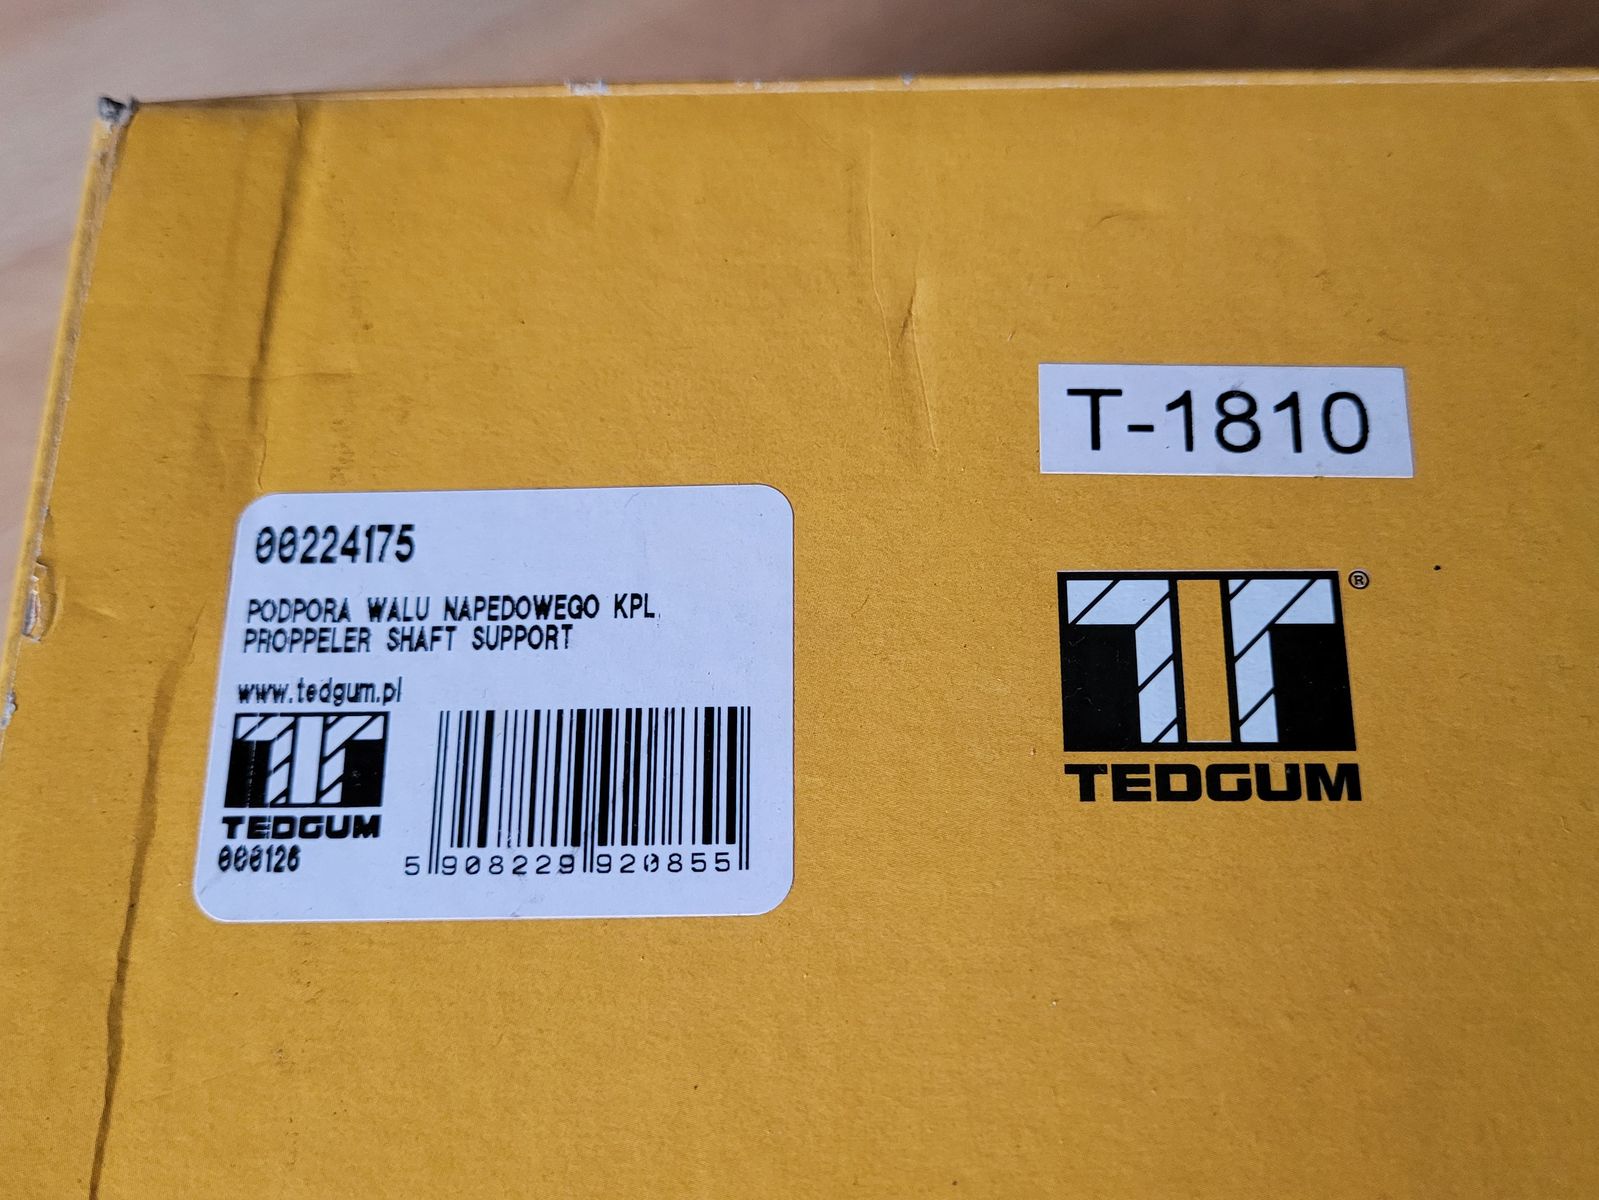 T-1810
00224175
PODPORA WALU NAPEDOWEGO KPL.
PROPPELER SHAFT SUPPORT
www.tedgum.pl
TEDGUM
000126
5 908229 920855
®
TEDGUM